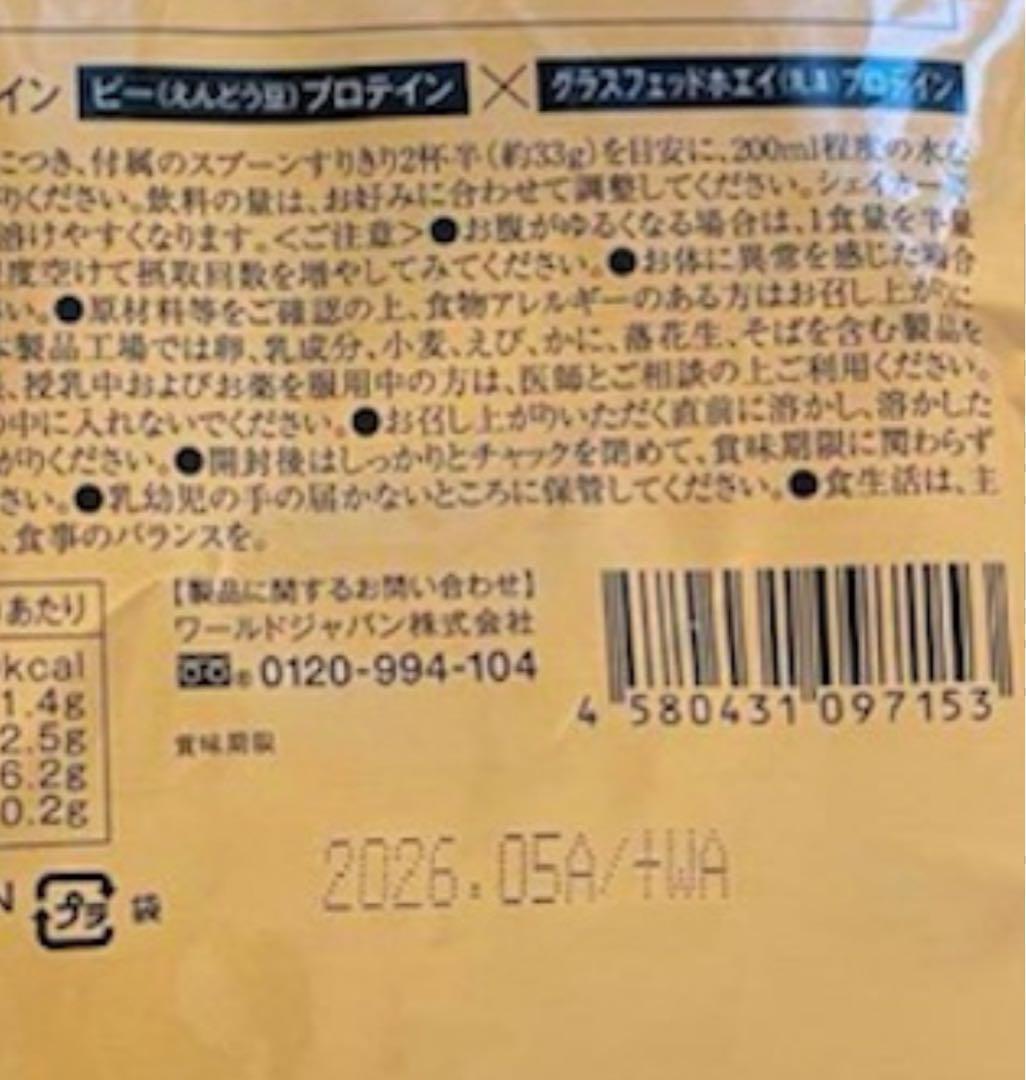 イン ピー(えんどう豆)プロテイン × グラスフェッドホエイ(乳清)プロテイン
につき、付属のスプーンすりきり2杯半(約33g)を目安に、200ml程度の水な
りください。飲料の量は、お好みに合わせて調整してください。シェイカー
溶けやすくなります。<ご注意>●お腹がゆるくなる場合は、1食量を半量
度空けて摂取回数を増やしてみてください。●お体に異常を感じた場合
い。●原材料等をご確認の上、食物アレルギーのある方はお召し上がりに
本製品工場では卵、乳成分、小麦、えび、かに、落花生、そばを含む製品を
、授乳中およびお薬を服用中の方は、医師とご相談の上ご利用ください。
の中に入れないでください。●お召し上がりいただく直前に溶かし、溶かした
がりください。●開封後はしっかりとチャックを閉めて、賞味期限に関わらず
さい。●乳幼児の手の届かないところに保管してください。●食生活は、主
、食事のバランスを。
あたり
kcal
1.4g
2.5g
6.2g
0.2g
【製品に関するお問い合わせ】
ワールドジャパン株式会社
0120-994-104
賞味期限
4 580431 097153
2026.05A/+WA
N プラ 袋